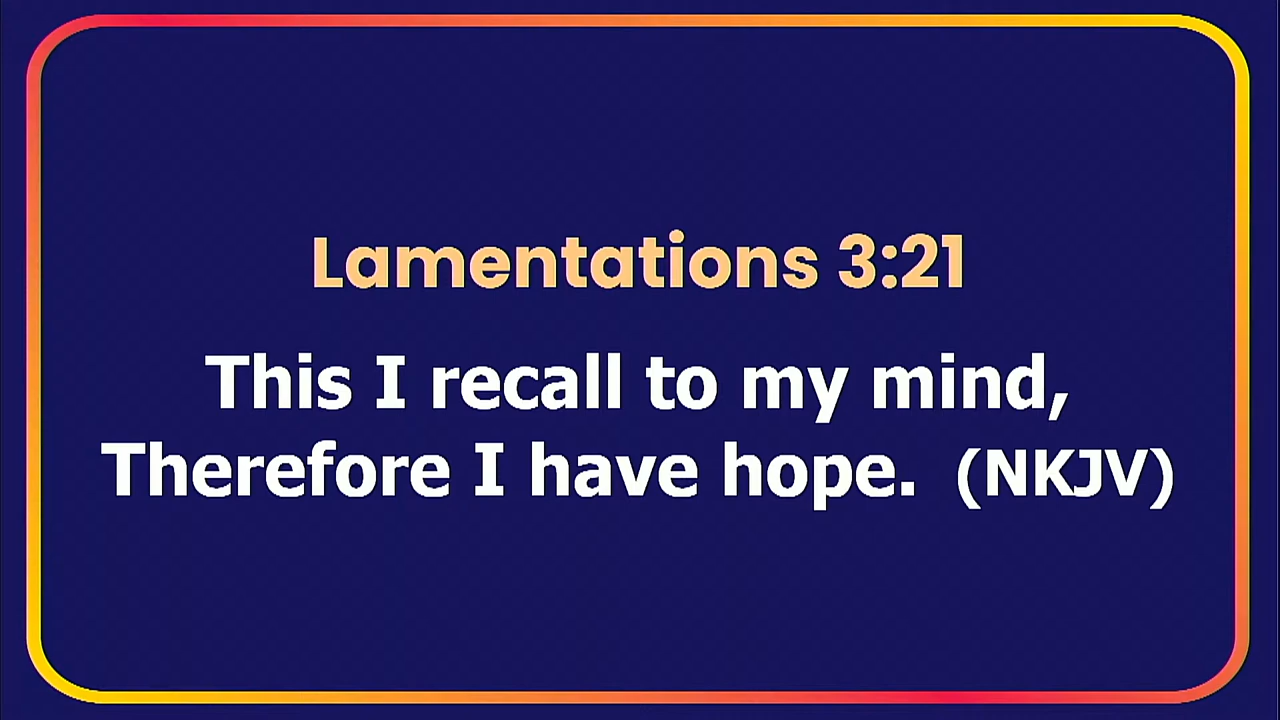 Lamentations 3:21
This I recall to my mind,
Therefore I have hope. (NKJV)